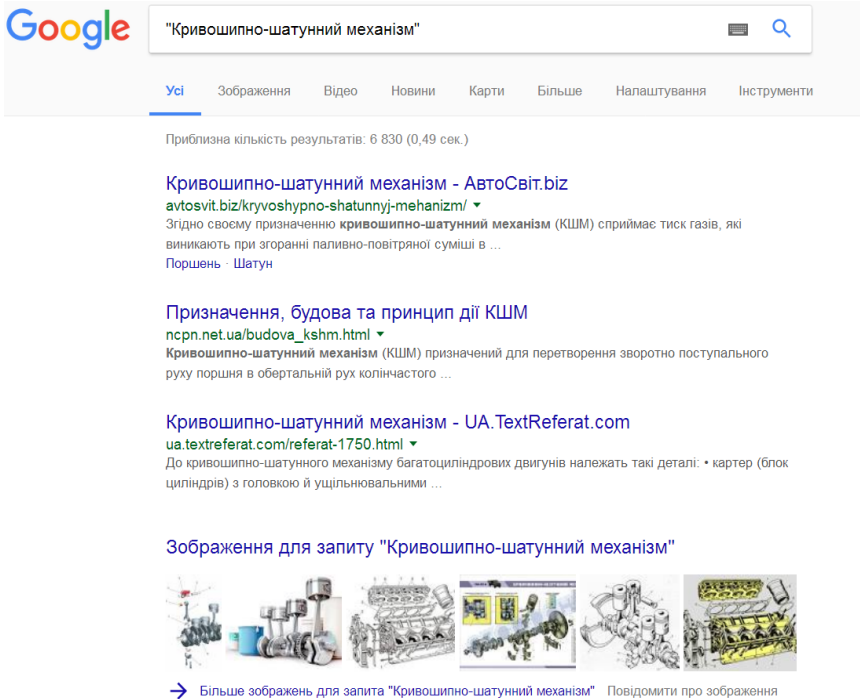 Google
"Кривошипно-шатунний механізм"
Усі Зображення Відео Новини Карти Більше Налаштування Інструменти
Приблизна кількість результатів: 6 830 (0,49 сек.)
Кривошипно-шатунний механізм - АвтоСвіт.biz
avtosvit.biz/kryvoshypno-shatunnyj-mehanizm/
Згідно своєму призначенню кривошипно-шатунний механізм (КШМ) сприймає тиск газів, які
виникають при згоранні паливно-повітряної суміші в ...
Поршень · Шатун
Призначення, будова та принцип дії КШМ
ncpn.net.ua/budova_kshm.html
Кривошипно-шатунний механізм (КШМ) призначений для перетворення зворотно поступального
руху поршня в обертальній рух колінчастого ...
Кривошипно-шатунний механізм - UA.TextReferat.com
ua.textreferat.com/referat-1750.html
До кривошипно-шатунного механізму багатоциліндрових двигунів належать такі деталі: • картер (блок
циліндрів) з головкою й ущільнювальними ...
Зображення для запиту "Кривошипно-шатунний механізм"
Більше зображень для запита "Кривошипно-шатунний механізм" Повідомити про зображення